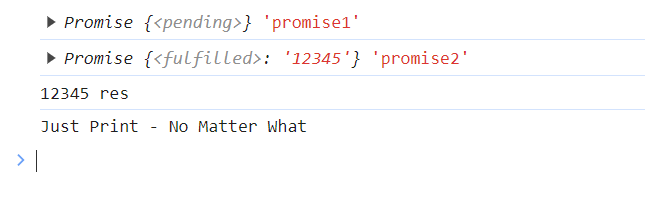 ▶ Promise {<pending>} 'promise1'
▶ Promise {<fulfilled>: '12345'} 'promise2'
12345 res
Just Print - No Matter What
>